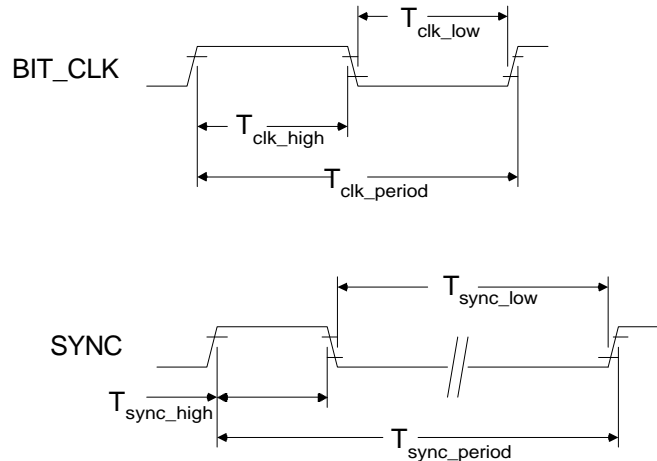 T_clk_low
BIT_CLK
T_clk_high
T_clk_period
T_sync_low
SYNC
T_sync_high
T_sync_period